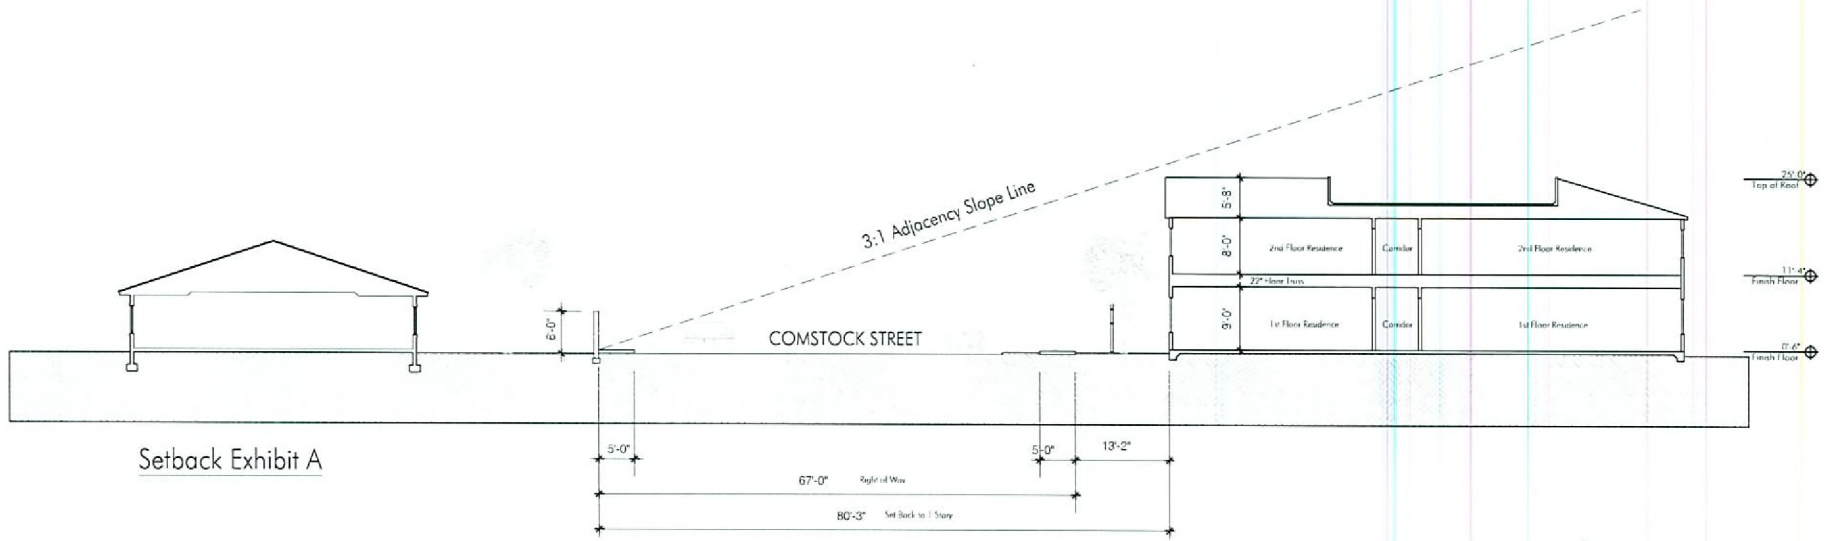 25'.0"
Top of Roof
3:1 Adjacency Slope Line
5'-8"
8'-0"
2nd Floor Residence
Corridor
2nd Floor Residence
11'.4"
Finish Floor
22" Floor Truss
6'-0"
9'-0"
1st Floor Residence
Corridor
1st Floor Residence
COMSTOCK STREET
0'.6"
Finish Floor
Setback Exhibit A
5'-0"
5'-0"
13'-2"
67'-0" Right of Way
80'-3" Set Back to 1 Story